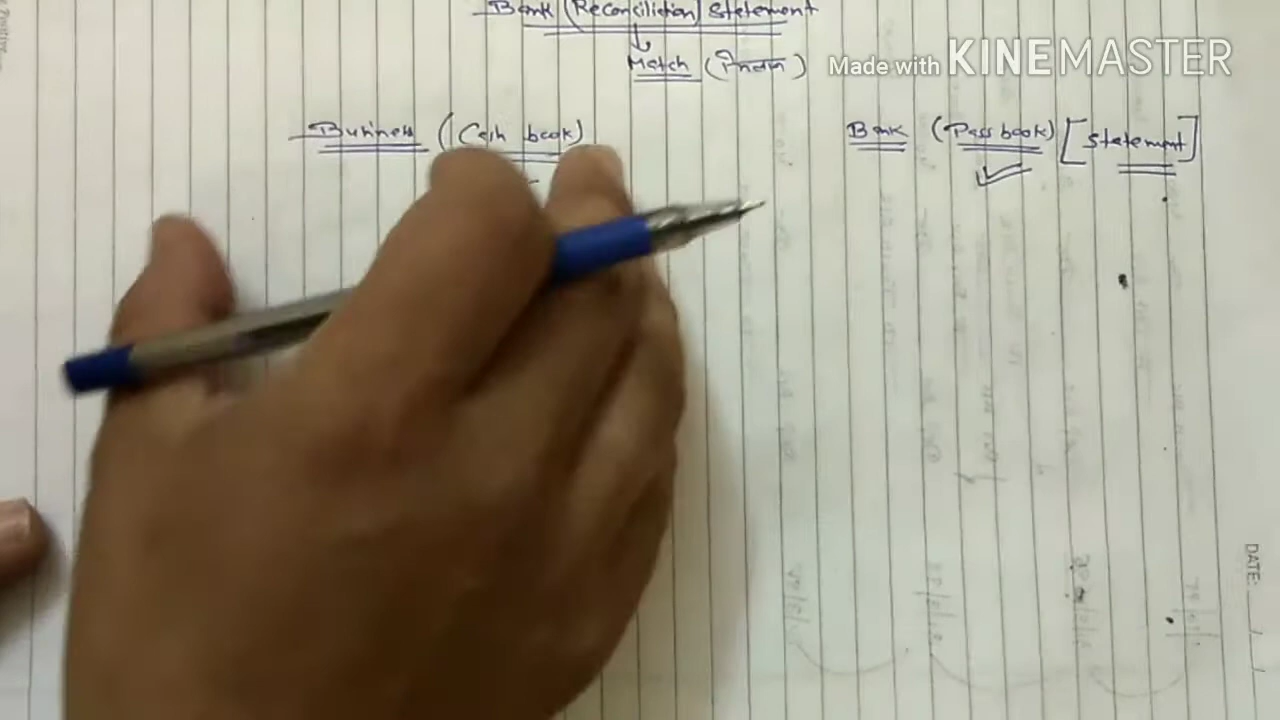 Bank (Reconciliation) Statement
Match (मिलान)
Made with KINEMASTER
Business (Cash book)
Bank (Pass book) [Statement]
DATE: